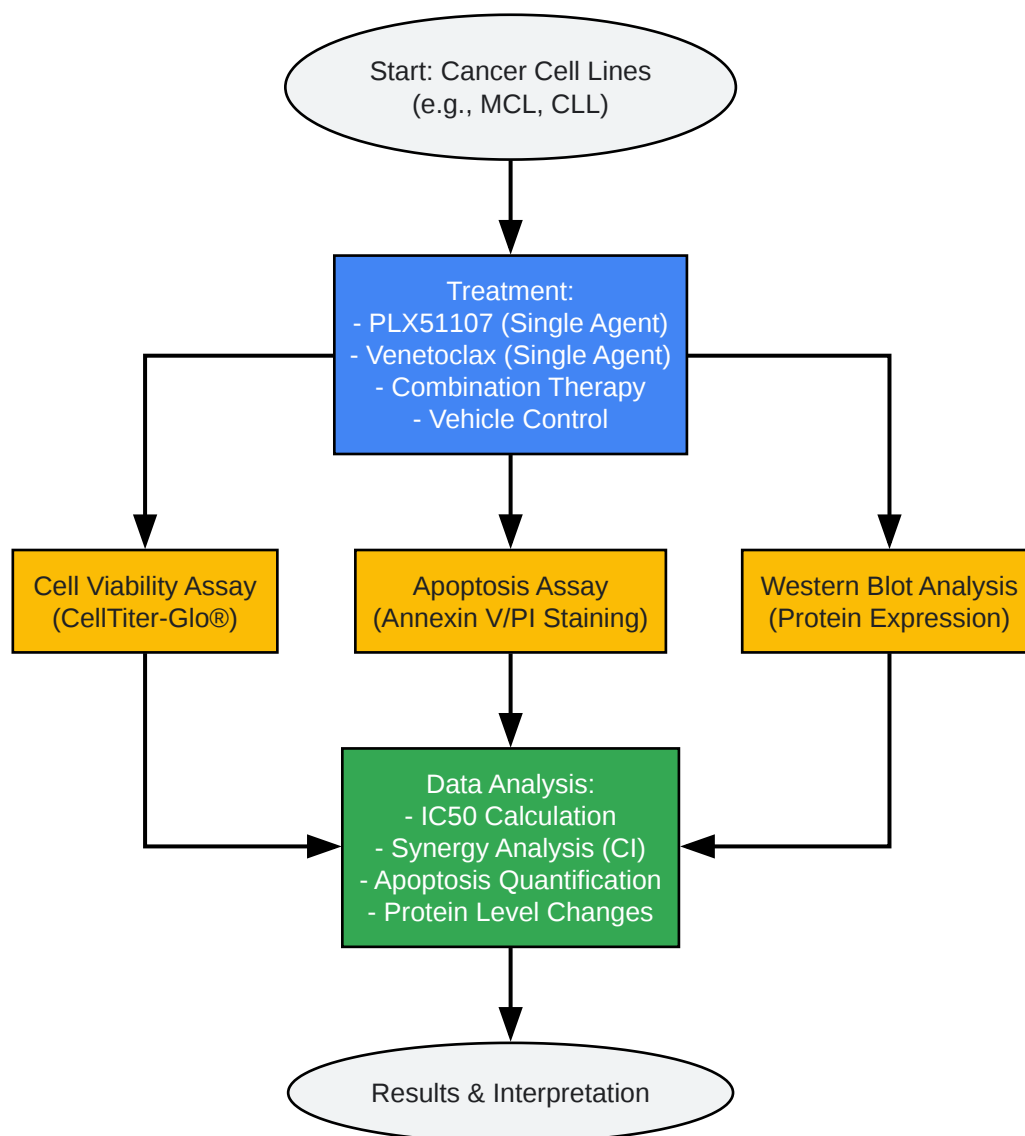 Start: Cancer Cell Lines
(e.g., MCL, CLL)
Treatment:
- PLX51107 (Single Agent)
- Venetoclax (Single Agent)
- Combination Therapy
- Vehicle Control
Cell Viability Assay
(CellTiter-Glo®)
Apoptosis Assay
(Annexin V/PI Staining)
Western Blot Analysis
(Protein Expression)
Data Analysis:
- IC50 Calculation
- Synergy Analysis (CI)
- Apoptosis Quantification
- Protein Level Changes
Results & Interpretation